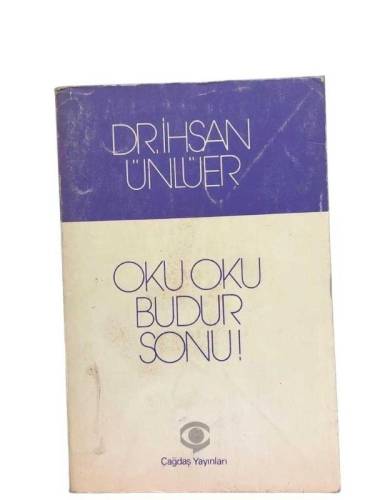 DR.İHSAN
ÜNLÜER
OKU OKU
BUDUR
SONU!
Çağdaş Yayınları